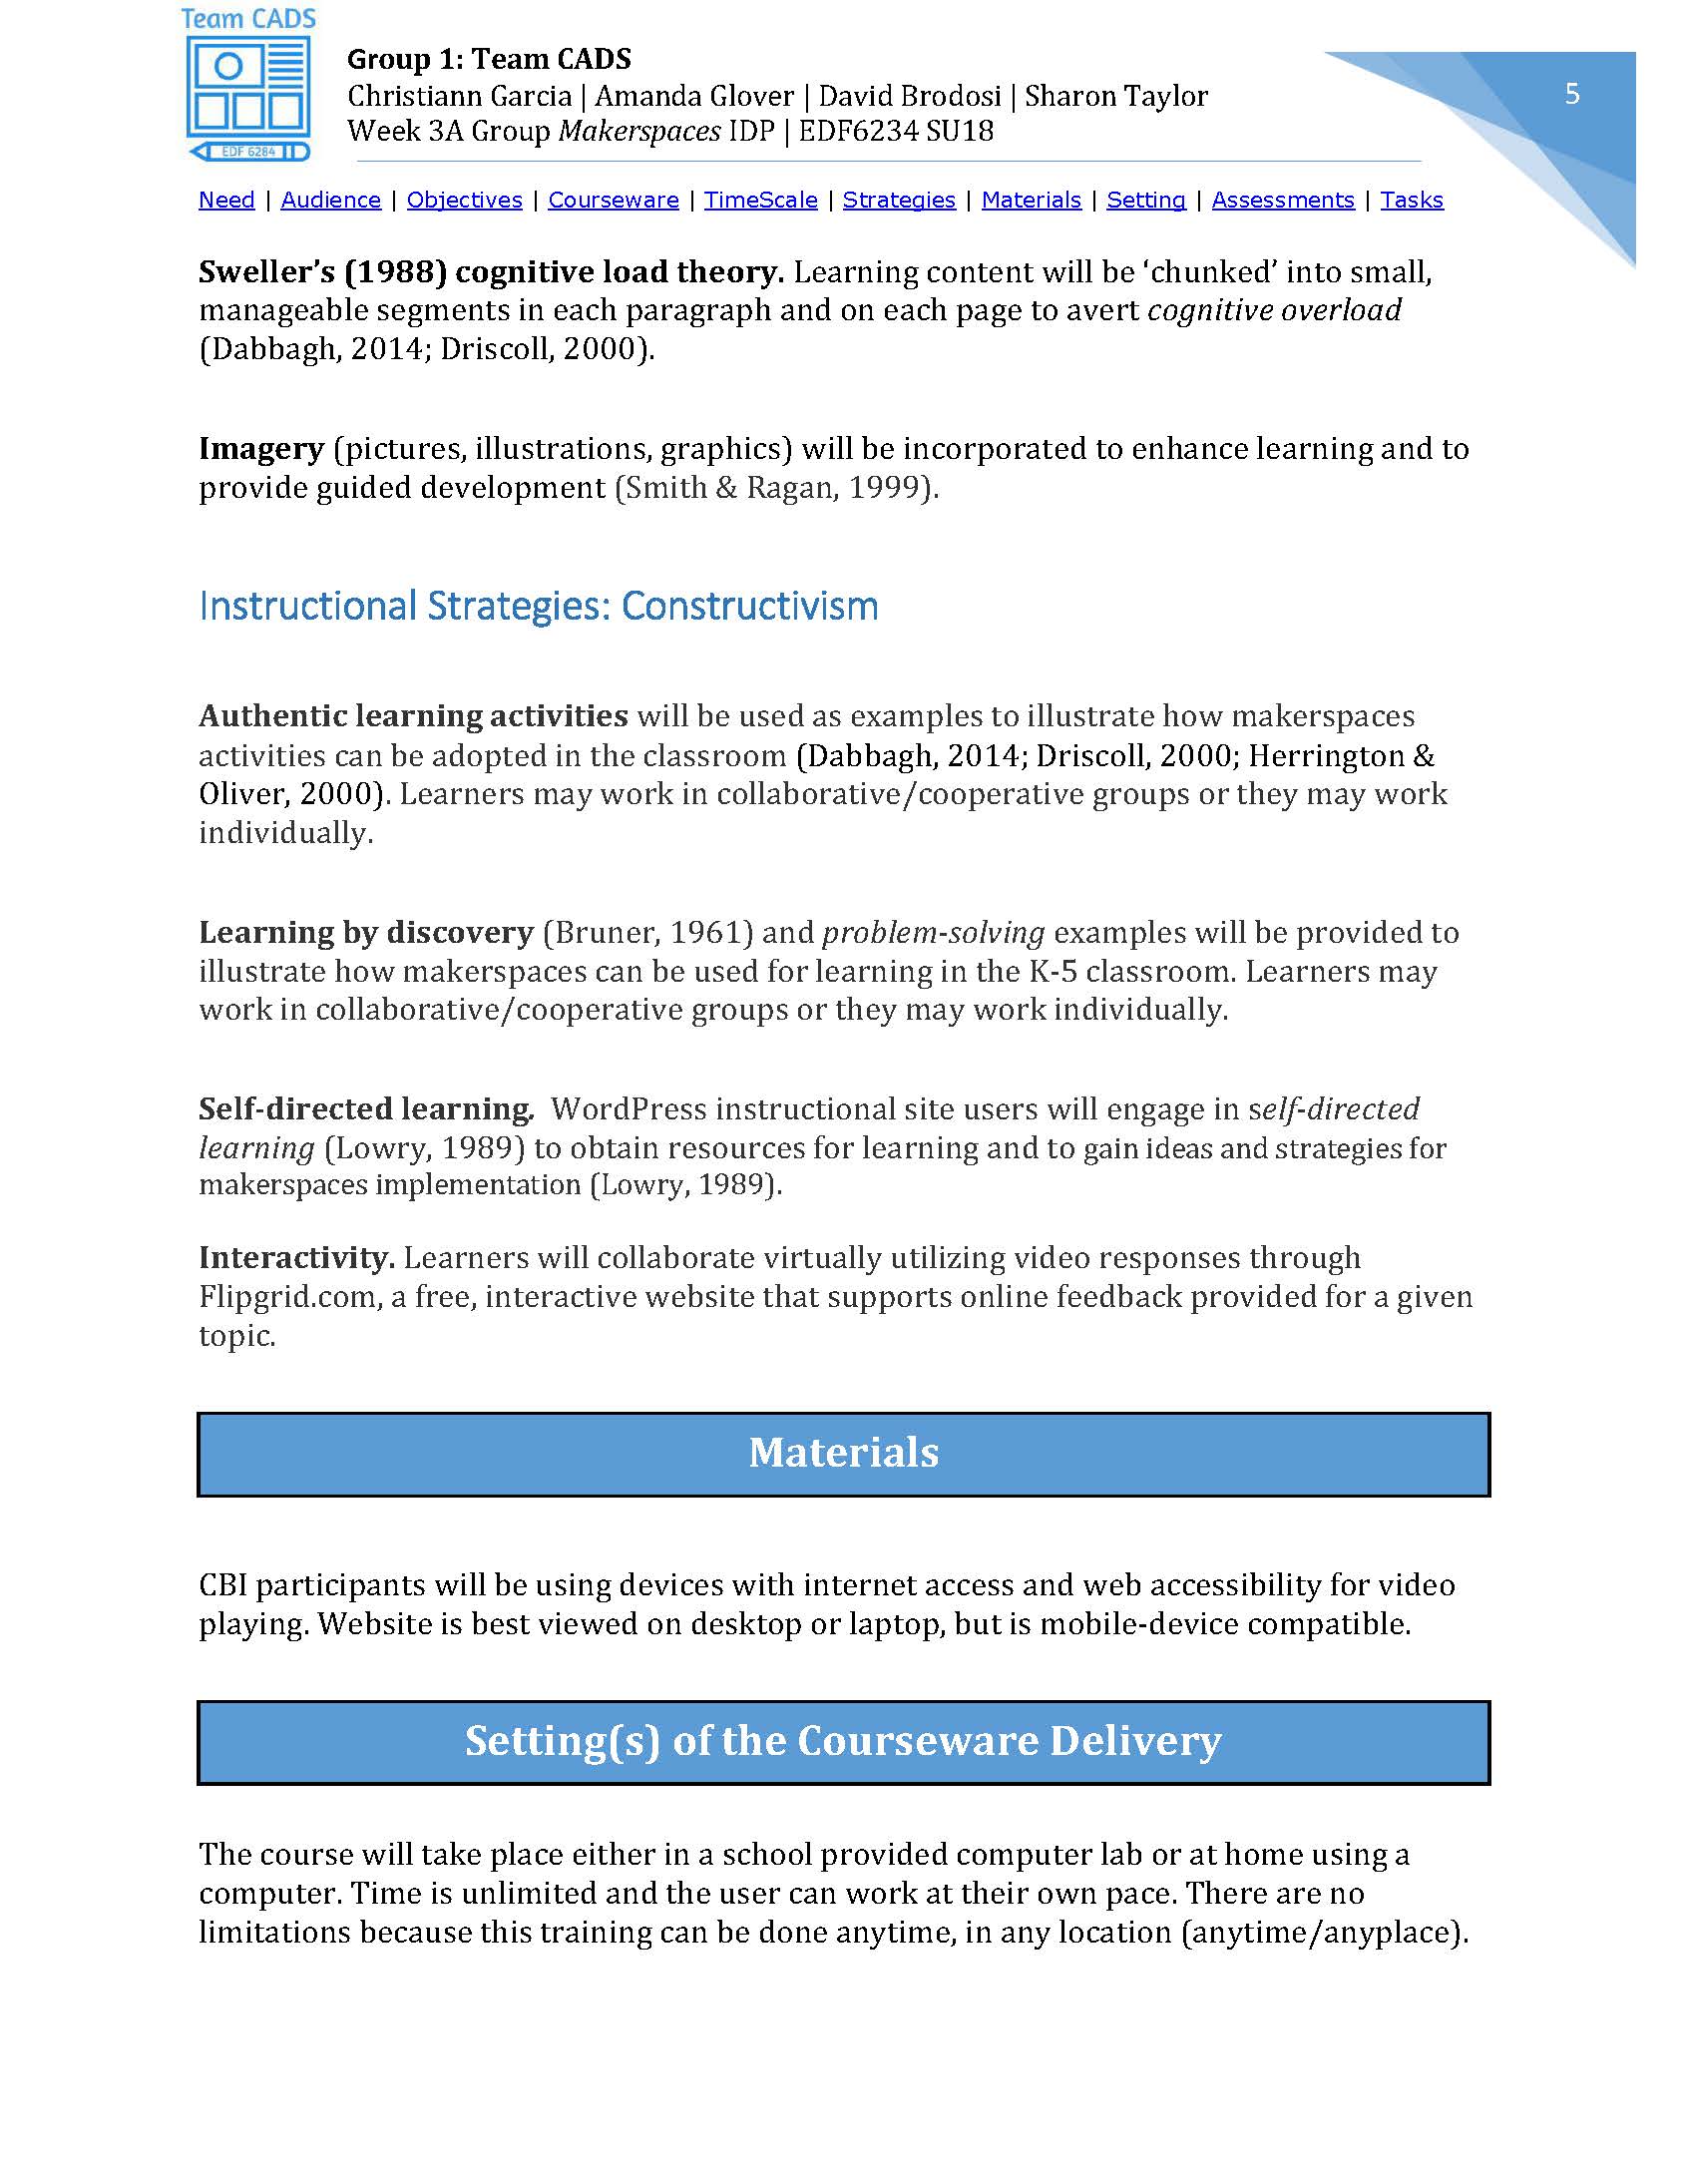 Team CADS
EDF 6284
Group 1: Team CADS
Christiann Garcia | Amanda Glover | David Brodosi | Sharon Taylor
Week 3A Group Makerspaces IDP | EDF6234 SU18
5
Need | Audience | Objectives | Courseware | TimeScale | Strategies | Materials | Setting | Assessments | Tasks
Sweller’s (1988) cognitive load theory. Learning content will be ‘chunked’ into small,
manageable segments in each paragraph and on each page to avert cognitive overload
(Dabbagh, 2014; Driscoll, 2000).
Imagery (pictures, illustrations, graphics) will be incorporated to enhance learning and to
provide guided development (Smith & Ragan, 1999).
Instructional Strategies: Constructivism
Authentic learning activities will be used as examples to illustrate how makerspaces
activities can be adopted in the classroom (Dabbagh, 2014; Driscoll, 2000; Herrington &
Oliver, 2000). Learners may work in collaborative/cooperative groups or they may work
individually.
Learning by discovery (Bruner, 1961) and problem-solving examples will be provided to
illustrate how makerspaces can be used for learning in the K-5 classroom. Learners may
work in collaborative/cooperative groups or they may work individually.
Self-directed learning. WordPress instructional site users will engage in self-directed
learning (Lowry, 1989) to obtain resources for learning and to gain ideas and strategies for
makerspaces implementation (Lowry, 1989).
Interactivity. Learners will collaborate virtually utilizing video responses through
Flipgrid.com, a free, interactive website that supports online feedback provided for a given
topic.
Materials
CBI participants will be using devices with internet access and web accessibility for video
playing. Website is best viewed on desktop or laptop, but is mobile-device compatible.
Setting(s) of the Courseware Delivery
The course will take place either in a school provided computer lab or at home using a
computer. Time is unlimited and the user can work at their own pace. There are no
limitations because this training can be done anytime, in any location (anytime/anyplace).